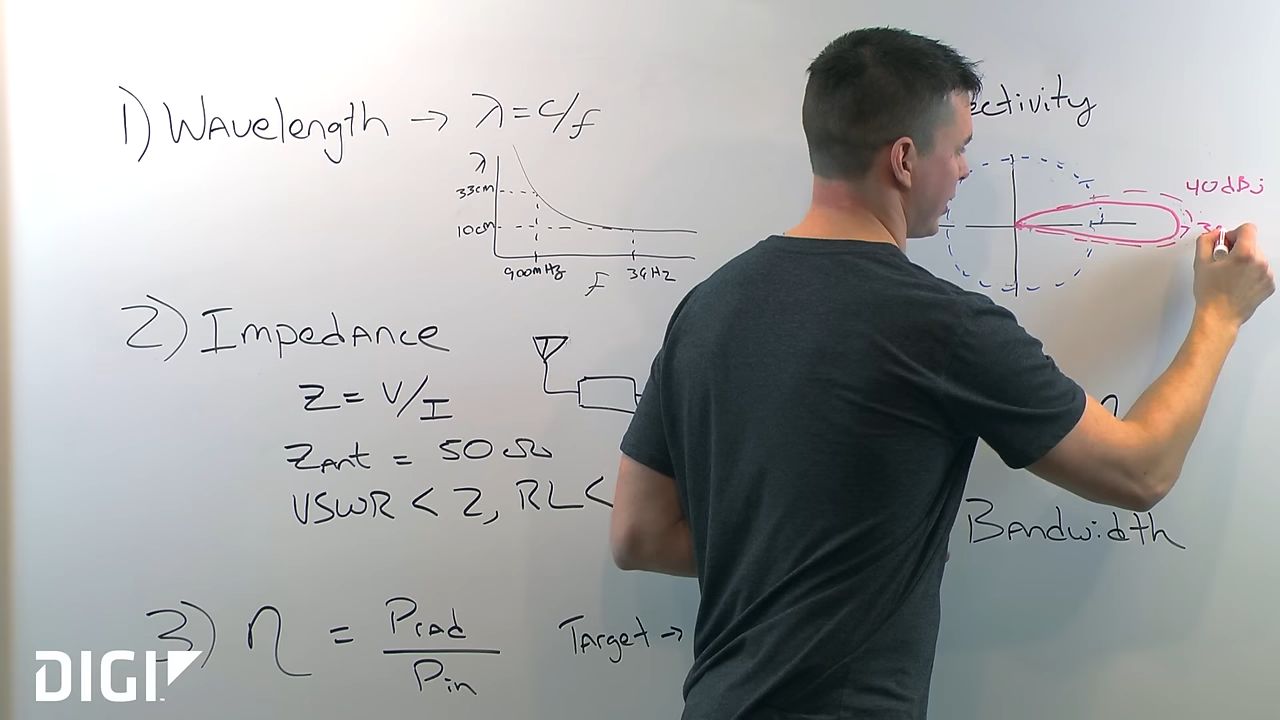 1) Wavelength → λ = c/f
λ
33cm
10cm
900MHz
3GHz
f
2) Impedance
Z = V/I
ZAnt = 50 Ω
VSWR < 2, RL <
3) η = Prad
Pin
Target →
ectivity
40dBi
Bandwidth
DIGI